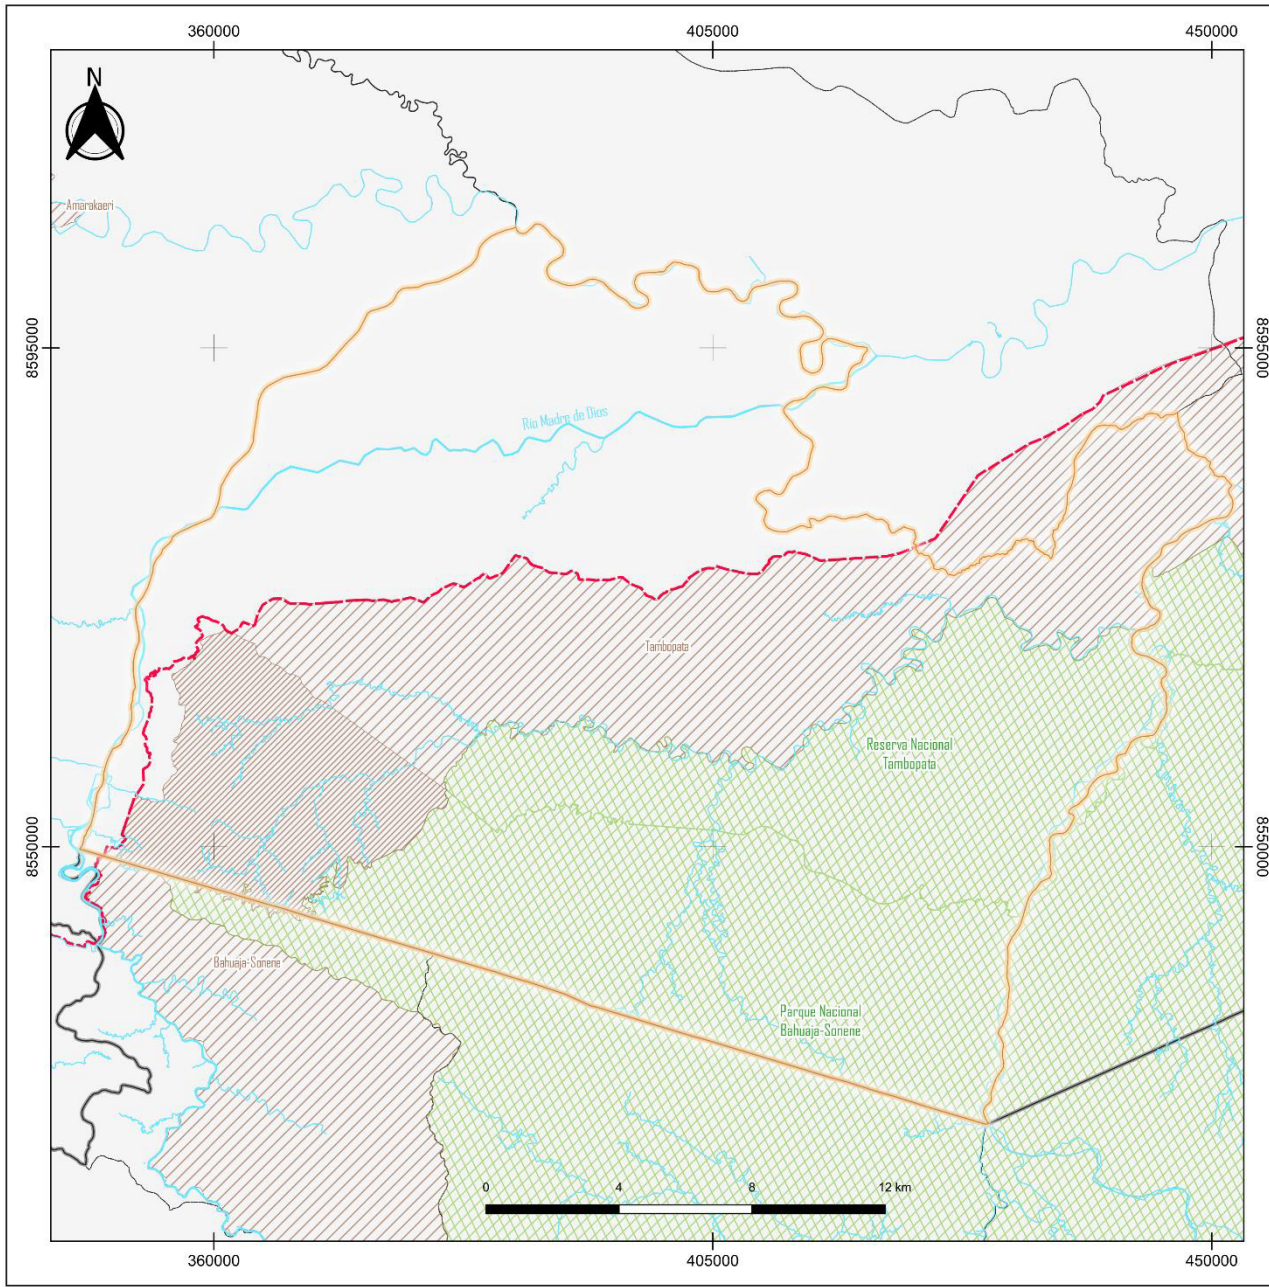 360000
405000
450000
N
Amarakaeri
8595000
8595000
Río Madre de Dios
Tambopata
Reserva Nacional
Tambopata
8550000
8550000
Bahuaja-Sonene
Parque Nacional
Bahuaja-Sonene
0
4
8
12 km
360000
405000
450000